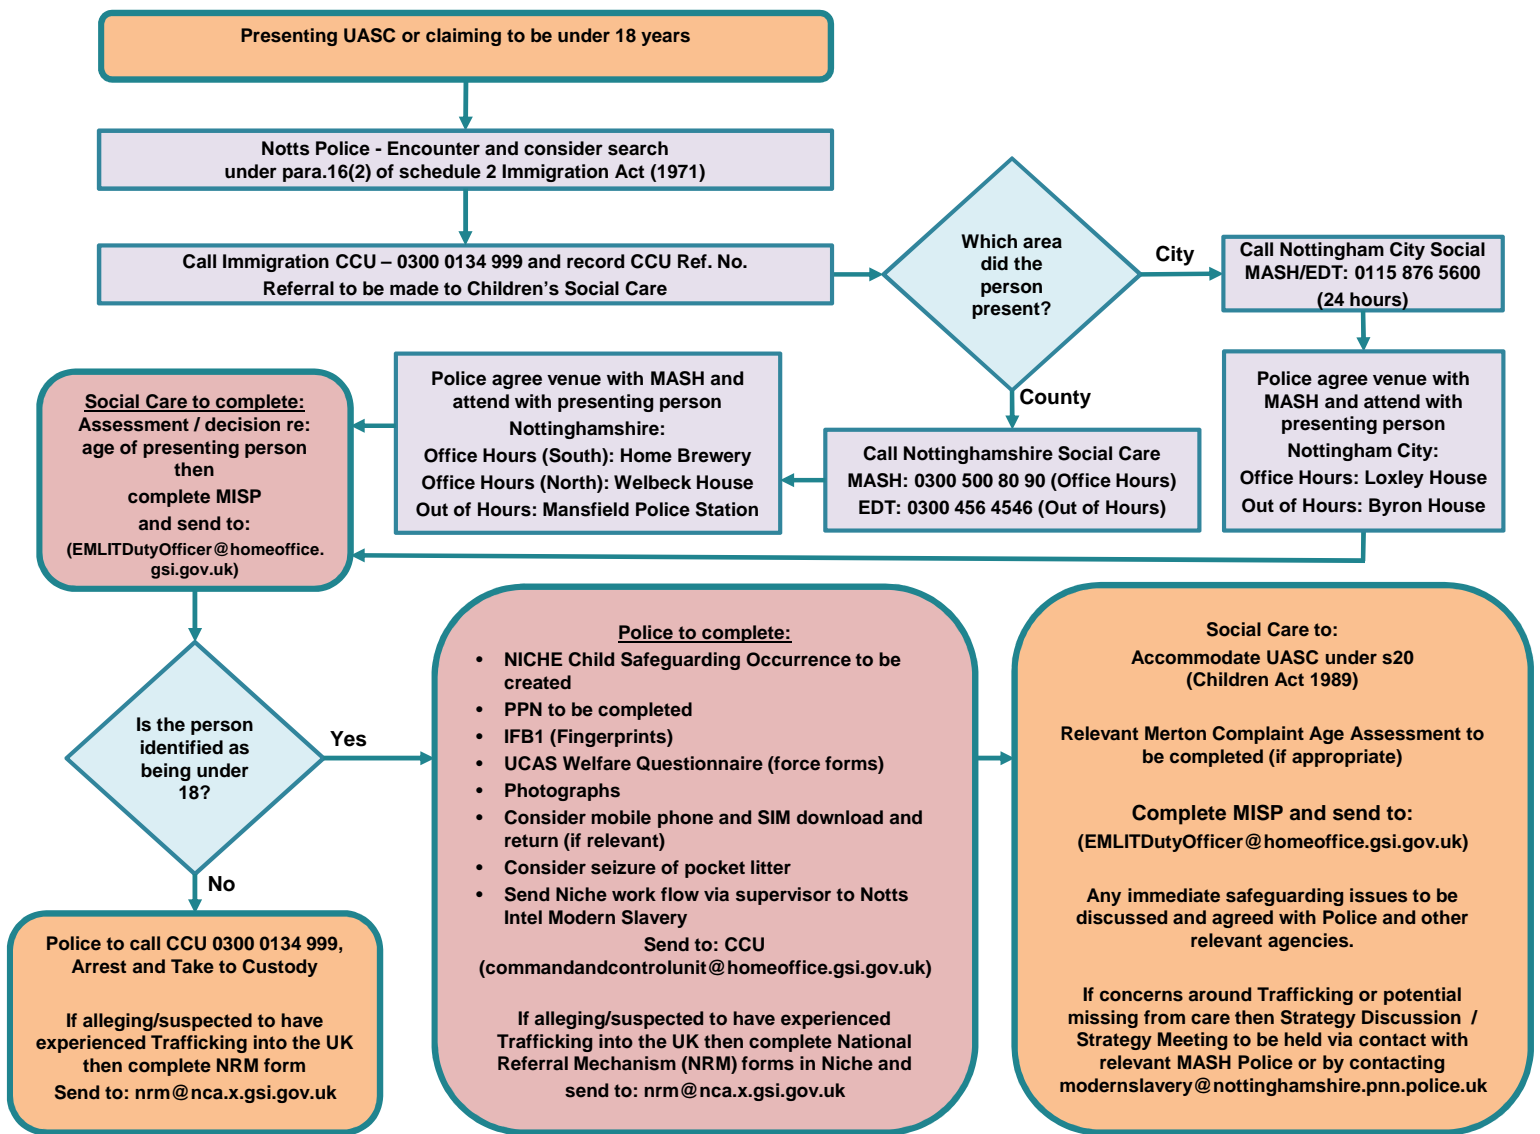 Presenting UASC or claiming to be under 18 years
Notts Police - Encounter and consider search
under para.16(2) of schedule 2 Immigration Act (1971)
Call Immigration CCU – 0300 0134 999 and record CCU Ref. No.
Referral to be made to Children's Social Care
Which area
did the
person
present?
City
Call Nottingham City Social
MASH/EDT: 0115 876 5600
(24 hours)
Police agree venue with
MASH and attend with
presenting person
Nottingham City:
Office Hours: Loxley House
Out of Hours: Byron House
County
Call Nottinghamshire Social Care
MASH: 0300 500 80 90 (Office Hours)
EDT: 0300 456 4546 (Out of Hours)
Police agree venue with MASH and
attend with presenting person
Nottinghamshire:
Office Hours (South): Home Brewery
Office Hours (North): Welbeck House
Out of Hours: Mansfield Police Station
Social Care to complete:
Assessment / decision re:
age of presenting person
then
complete MISP
and send to:
(EMLITDutyOfficer@homeoffice.
gsi.gov.uk)
Is the person
identified as
being under
18?
Yes
No
Police to call CCU 0300 0134 999,
Arrest and Take to Custody
If alleging/suspected to have
experienced Trafficking into the UK
then complete NRM form
Send to: nrm@nca.x.gsi.gov.uk
Police to complete:
• NICHE Child Safeguarding Occurrence to be
created
• PPN to be completed
• IFB1 (Fingerprints)
• UCAS Welfare Questionnaire (force forms)
• Photographs
• Consider mobile phone and SIM download and
return (if relevant)
• Consider seizure of pocket litter
• Send Niche work flow via supervisor to Notts
Intel Modern Slavery
Send to: CCU
(commandandcontrolunit@homeoffice.gsi.gov.uk)
If alleging/suspected to have experienced
Trafficking into the UK then complete National
Referral Mechanism (NRM) forms in Niche and
send to: nrm@nca.x.gsi.gov.uk
Social Care to:
Accommodate UASC under s20
(Children Act 1989)
Relevant Merton Complaint Age Assessment to
be completed (if appropriate)
Complete MISP and send to:
(EMLITDutyOfficer@homeoffice.gsi.gov.uk)
Any immediate safeguarding issues to be
discussed and agreed with Police and other
relevant agencies.
If concerns around Trafficking or potential
missing from care then Strategy Discussion /
Strategy Meeting to be held via contact with
relevant MASH Police or by contacting
modernslavery@nottinghamshire.pnn.police.uk